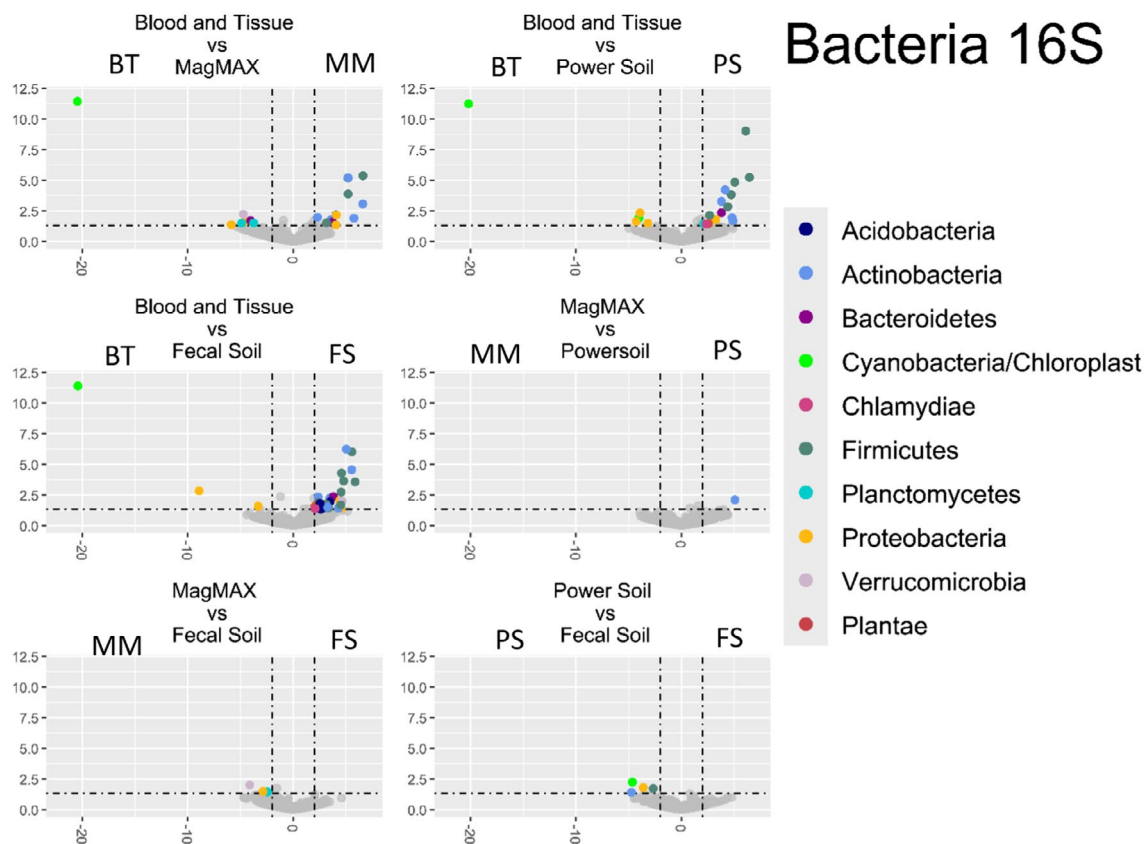 Bacteria 16S
Blood and Tissue
vs
MagMAX
BT
MM
12.5
10.0
7.5
5.0
2.5
0.0
-20
-10
0
Blood and Tissue
vs
Power Soil
BT
PS
12.5
10.0
7.5
5.0
2.5
0.0
-20
-10
0
Blood and Tissue
vs
Fecal Soil
BT
FS
12.5
10.0
7.5
5.0
2.5
0.0
-20
-10
0
MagMAX
vs
Powersoil
MM
PS
12.5
10.0
7.5
5.0
2.5
0.0
-20
-10
0
MagMAX
vs
Fecal Soil
MM
FS
12.5
10.0
7.5
5.0
2.5
0.0
-20
-10
0
Power Soil
vs
Fecal Soil
PS
FS
12.5
10.0
7.5
5.0
2.5
0.0
-20
-10
0
Acidobacteria
Actinobacteria
Bacteroidetes
Cyanobacteria/Chloroplast
Chlamydiae
Firmicutes
Planctomycetes
Proteobacteria
Verrucomicrobia
Plantae